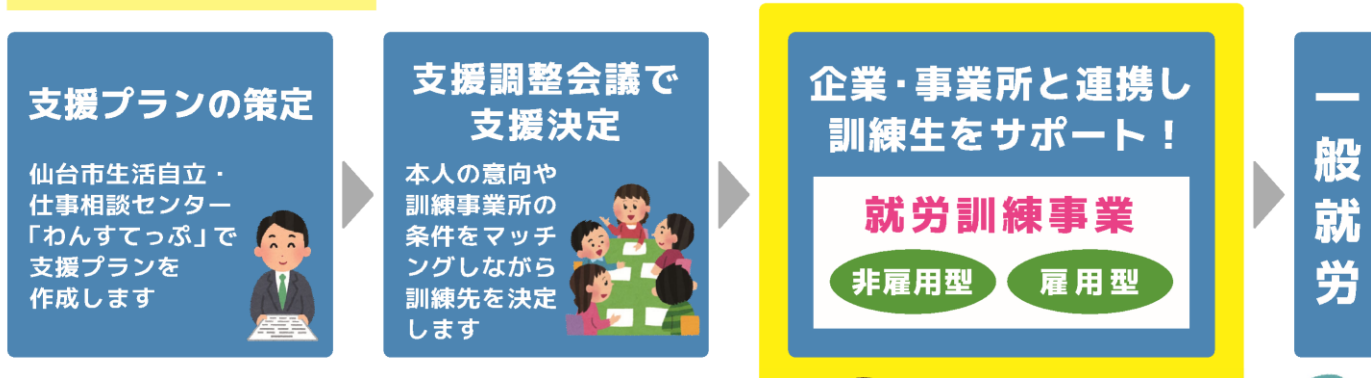 支援プランの策定
仙台市生活自立・
仕事相談センター
「わんすてっぷ」で
支援プランを
作成します
支援調整会議で
支援決定
本人の意向や
訓練事業所の
条件をマッチ
ングしながら
訓練先を決定
します
企業・事業所と連携し
訓練生をサポート！
就労訓練事業
非雇用型
雇用型
一般就労